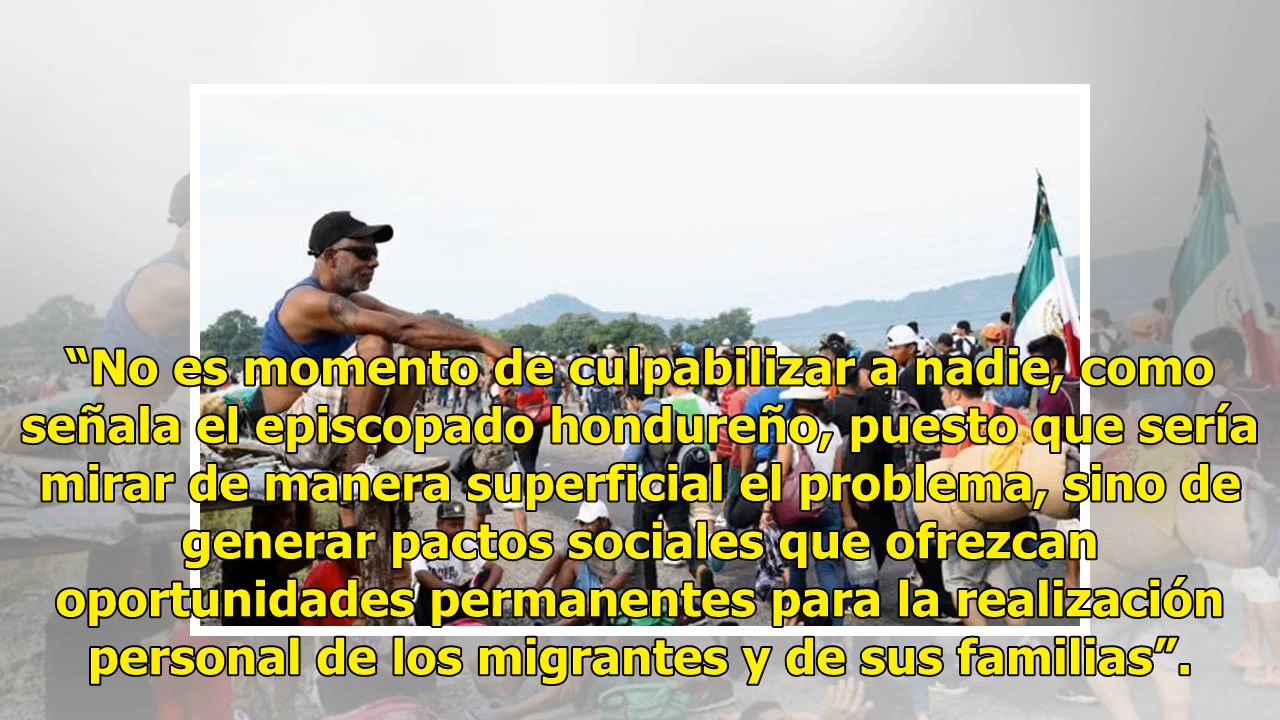 “No es momento de culpabilizar a nadie, como
señala el episcopado hondureño, puesto que sería
mirar de manera superficial el problema, sino de
generar pactos sociales que ofrezcan
oportunidades permanentes para la realización
personal de los migrantes y de sus familias”.